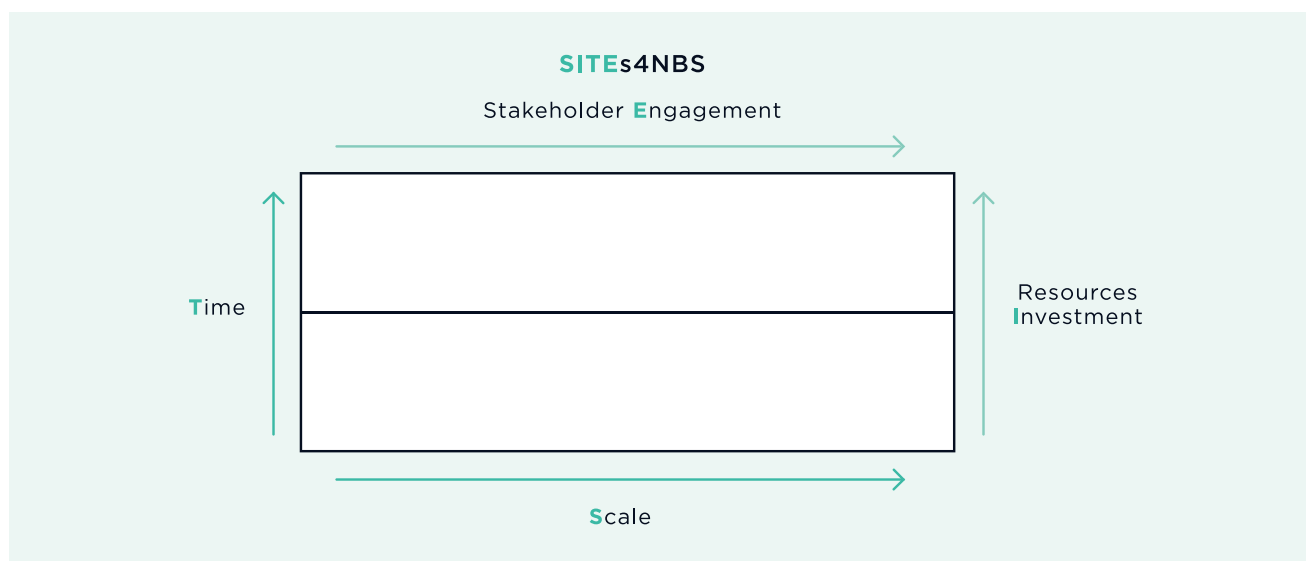 SITEs4NBS
Stakeholder Engagement
Time
Resources
Investment
Scale